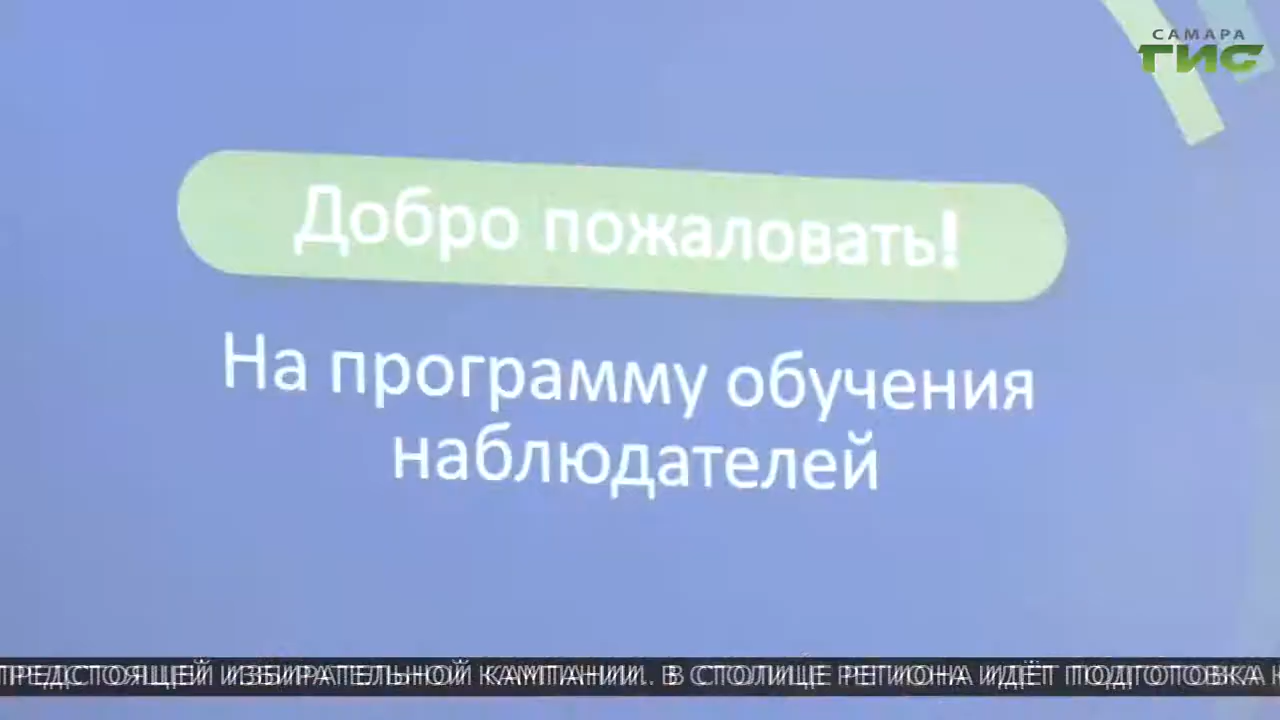 САМАРА
ГИС
Добро пожаловать!
На программу обучения
наблюдателей
ПРЕДСТОЯЩЕЙ ИЗБИРАТЕЛЬНОЙ КАМПАНИИ. В СТОЛИЦЕ РЕГИОНА ИДЁТ ПОДГОТОВКА К